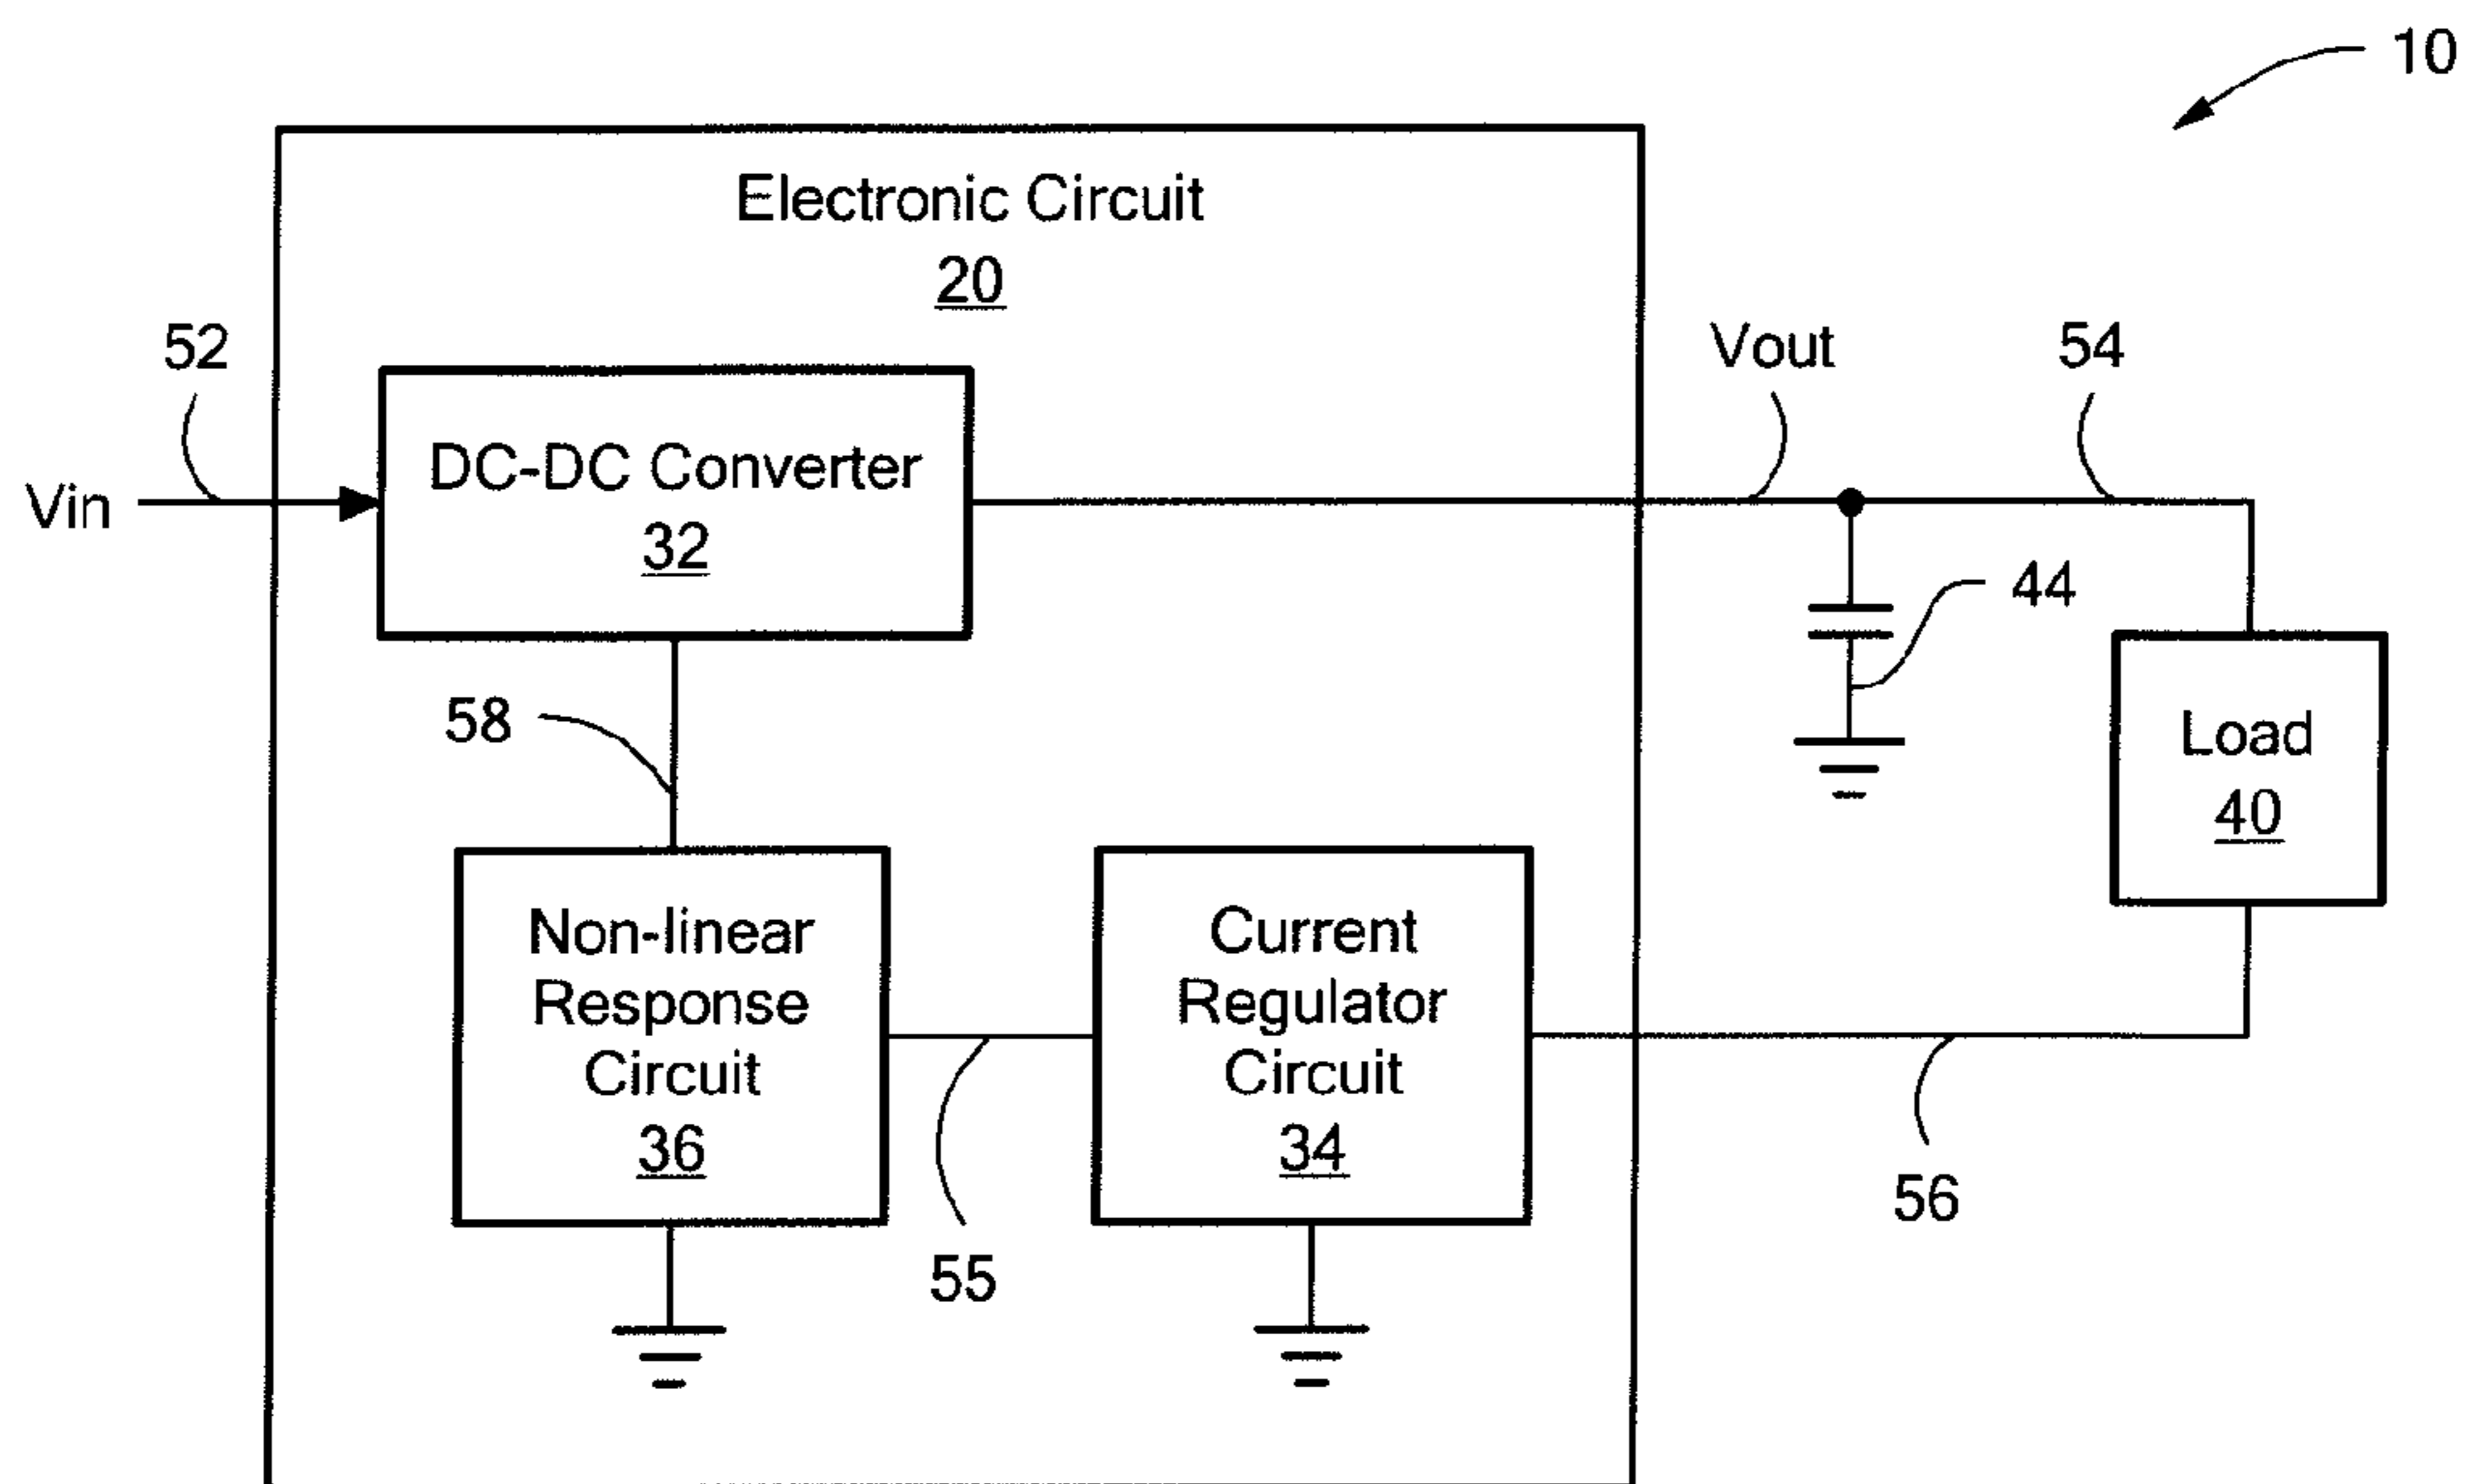 10
Electronic Circuit
20
52
Vout
54
Vin
DC-DC Converter
32
44
58
Load
40
Non-linear
Response
Circuit
36
Current
Regulator
Circuit
34
55
56